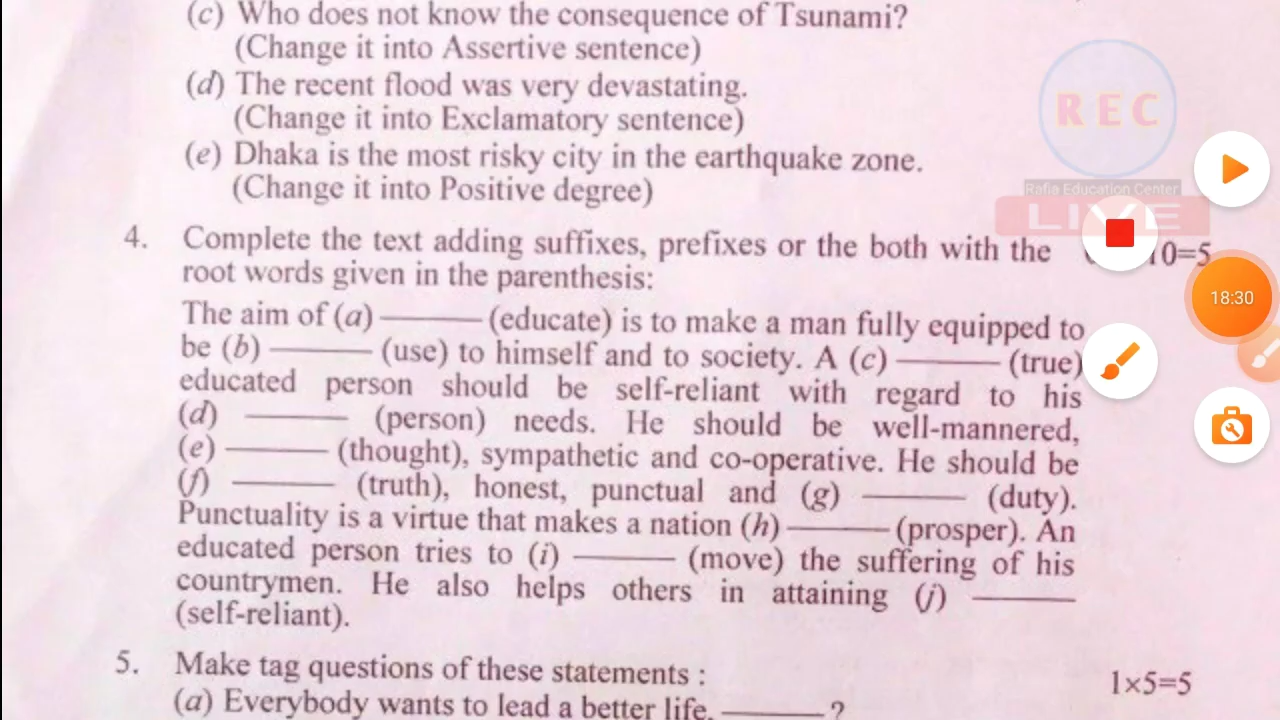 (c) Who does not know the consequence of Tsunami?
(Change it into Assertive sentence)
(d) The recent flood was very devastating.
(Change it into Exclamatory sentence)
(e) Dhaka is the most risky city in the earthquake zone.
(Change it into Positive degree)
REC
Rafia Education Center
LIVE
4. Complete the text adding suffixes, prefixes or the both with the 10=5
root words given in the parenthesis:
The aim of (a) ——— (educate) is to make a man fully equipped to
be (b) ——— (use) to himself and to society. A (c) ——— (true)
educated person should be self-reliant with regard to his
(d) ——— (person) needs. He should be well-mannered,
(e) ——— (thought), sympathetic and co-operative. He should be
(f) ——— (truth), honest, punctual and (g) ——— (duty).
Punctuality is a virtue that makes a nation (h) ——— (prosper). An
educated person tries to (i) ——— (move) the suffering of his
countrymen. He also helps others in attaining (j) ———
(self-reliant).
18:30
5. Make tag questions of these statements : 1×5=5
(a) Everybody wants to lead a better life. ———?